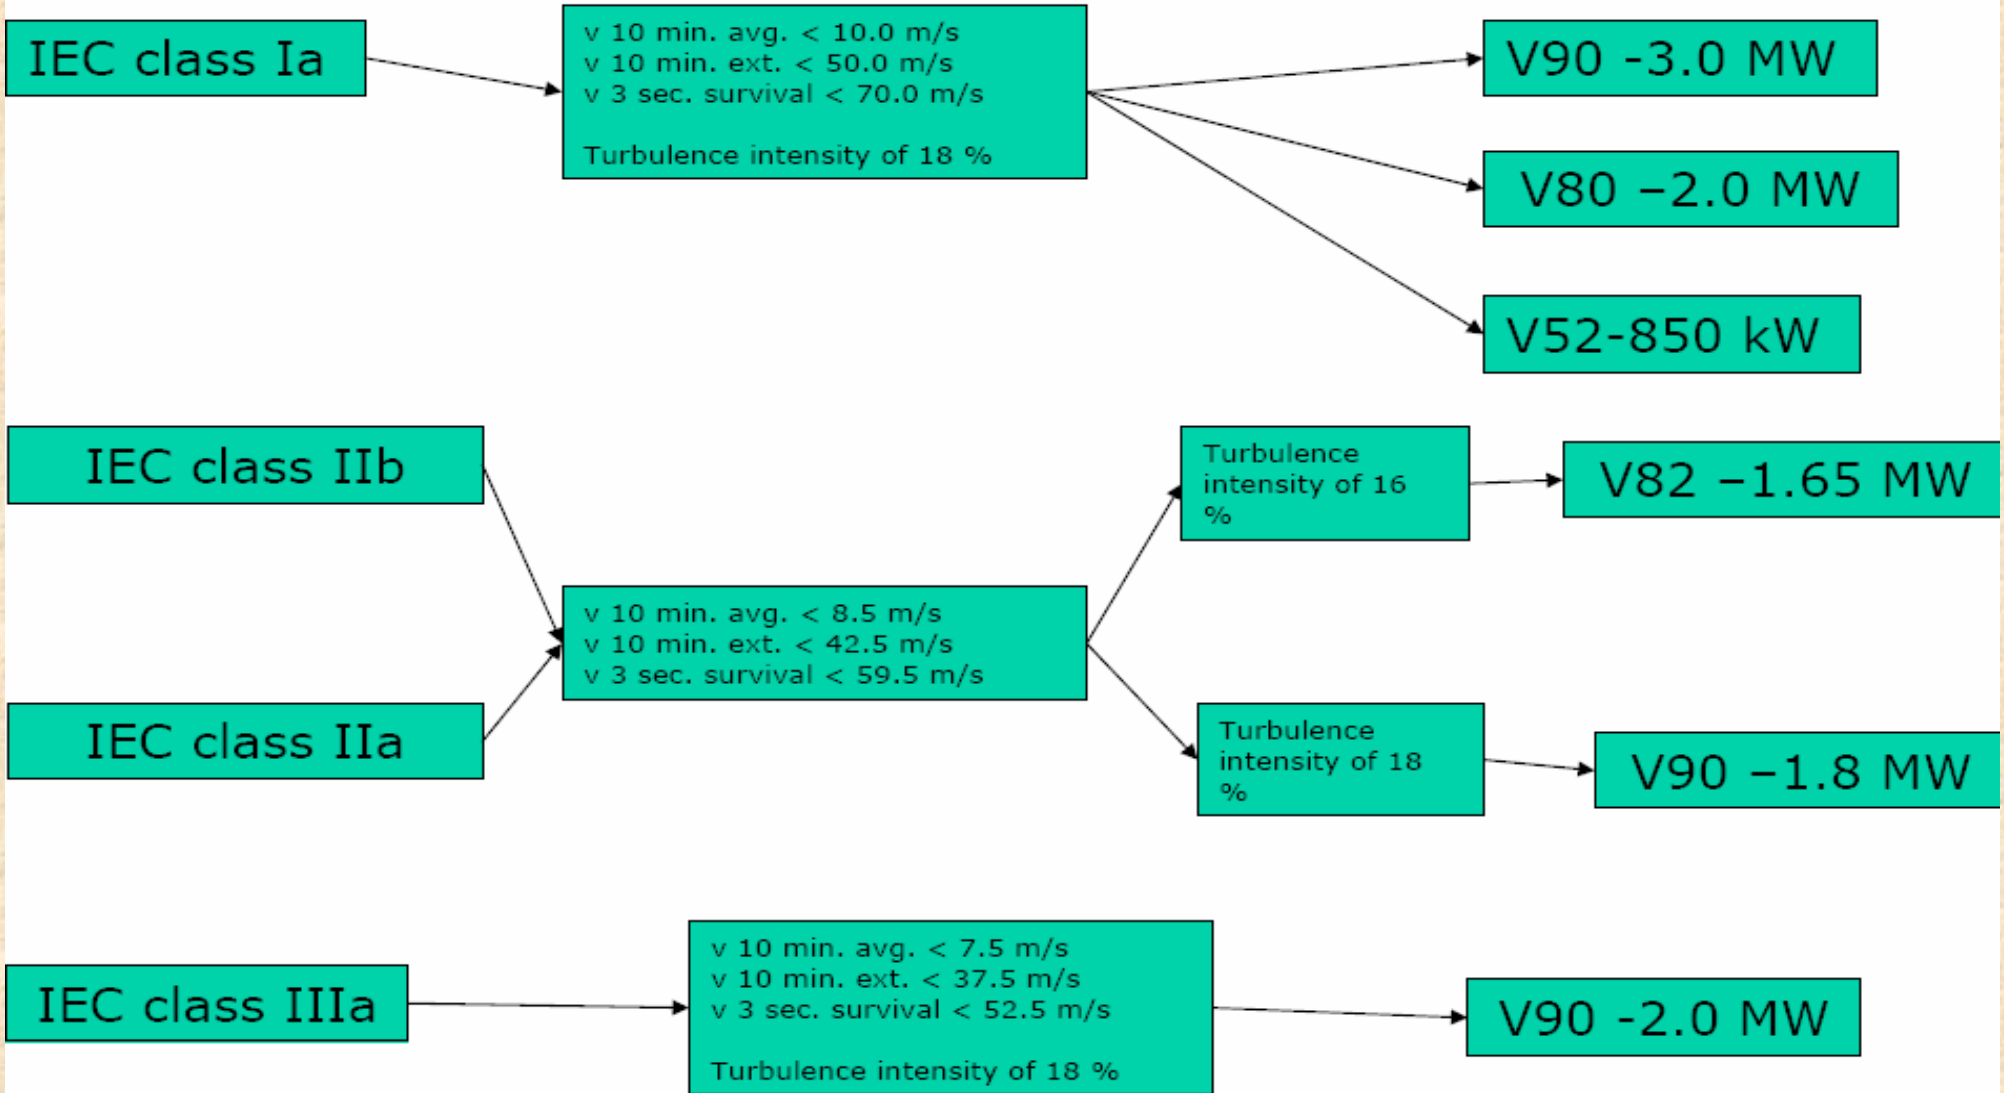 IEC class Ia
v 10 min. avg. < 10.0 m/s
v 10 min. ext. < 50.0 m/s
v 3 sec. survival < 70.0 m/s
Turbulence intensity of 18 %
V90 -3.0 MW
V80 –2.0 MW
V52-850 kW
IEC class IIb
IEC class IIa
v 10 min. avg. < 8.5 m/s
v 10 min. ext. < 42.5 m/s
v 3 sec. survival < 59.5 m/s
Turbulence
intensity of 16
%
V82 –1.65 MW
Turbulence
intensity of 18
%
V90 –1.8 MW
IEC class IIIa
v 10 min. avg. < 7.5 m/s
v 10 min. ext. < 37.5 m/s
v 3 sec. survival < 52.5 m/s
Turbulence intensity of 18 %
V90 -2.0 MW